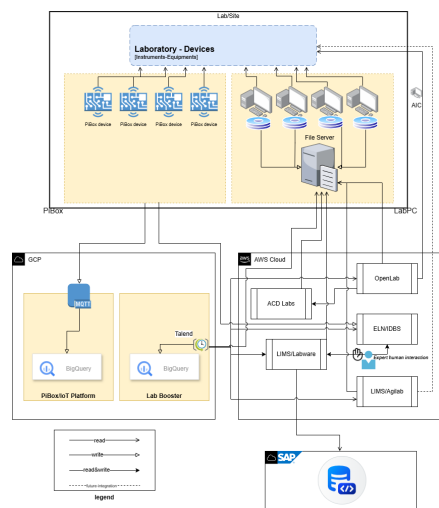 Lab/Site
Laboratory - Devices
[Instruments-Equipments]
PiBox device
PiBox device
PiBox device
PiBox device
File Server
AIC
PiBox
LabPC
GCP
aws
AWS Cloud
MQTT
OpenLab
ACD Labs
Talend
ELN/IDBS
BigQuery
BigQuery
LIMS/Labware
Expert human interaction
PiBox/IoT Platform
Lab Booster
LIMS/Agilab
read
write
read&write
future integration
legend
SAP